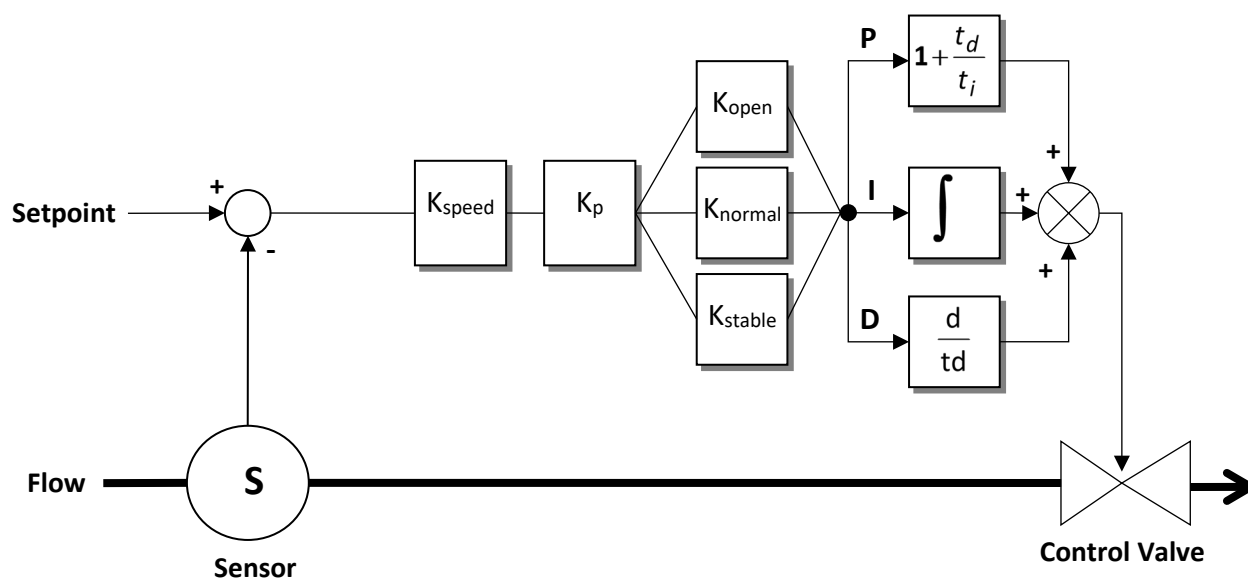 P
1+ t_d
t_i
K_open
+
+
Setpoint
K_speed
K_p
K_normal
I
∫
+
-
+
K_stable
D
d
td
Flow
S
Sensor
Control Valve